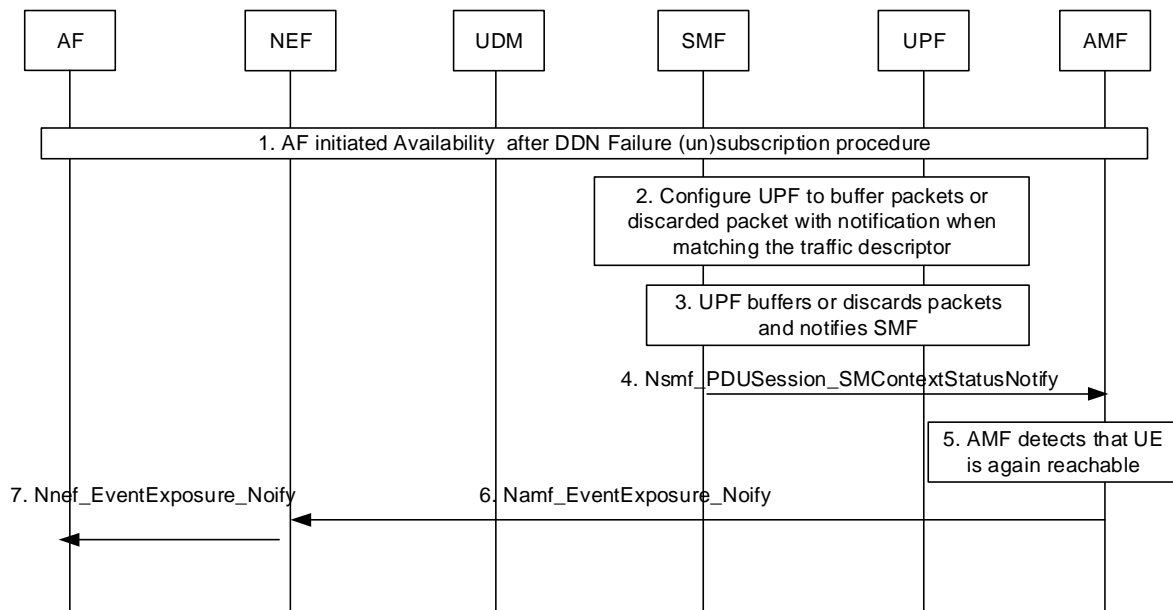 AF NEF UDM SMF UPF AMF
1. AF initiated Availability after DDN Failure (un)subscription procedure
2. Configure UPF to buffer packets or
discarded packet with notification when
matching the traffic descriptor
3. UPF buffers or discards packets
and notifies SMF
4. Nsmf_PDUSession_SMContextStatusNotify
5. AMF detects that UE
is again reachable
6. Namf_EventExposure_Noify
7. Nnef_EventExposure_Noify